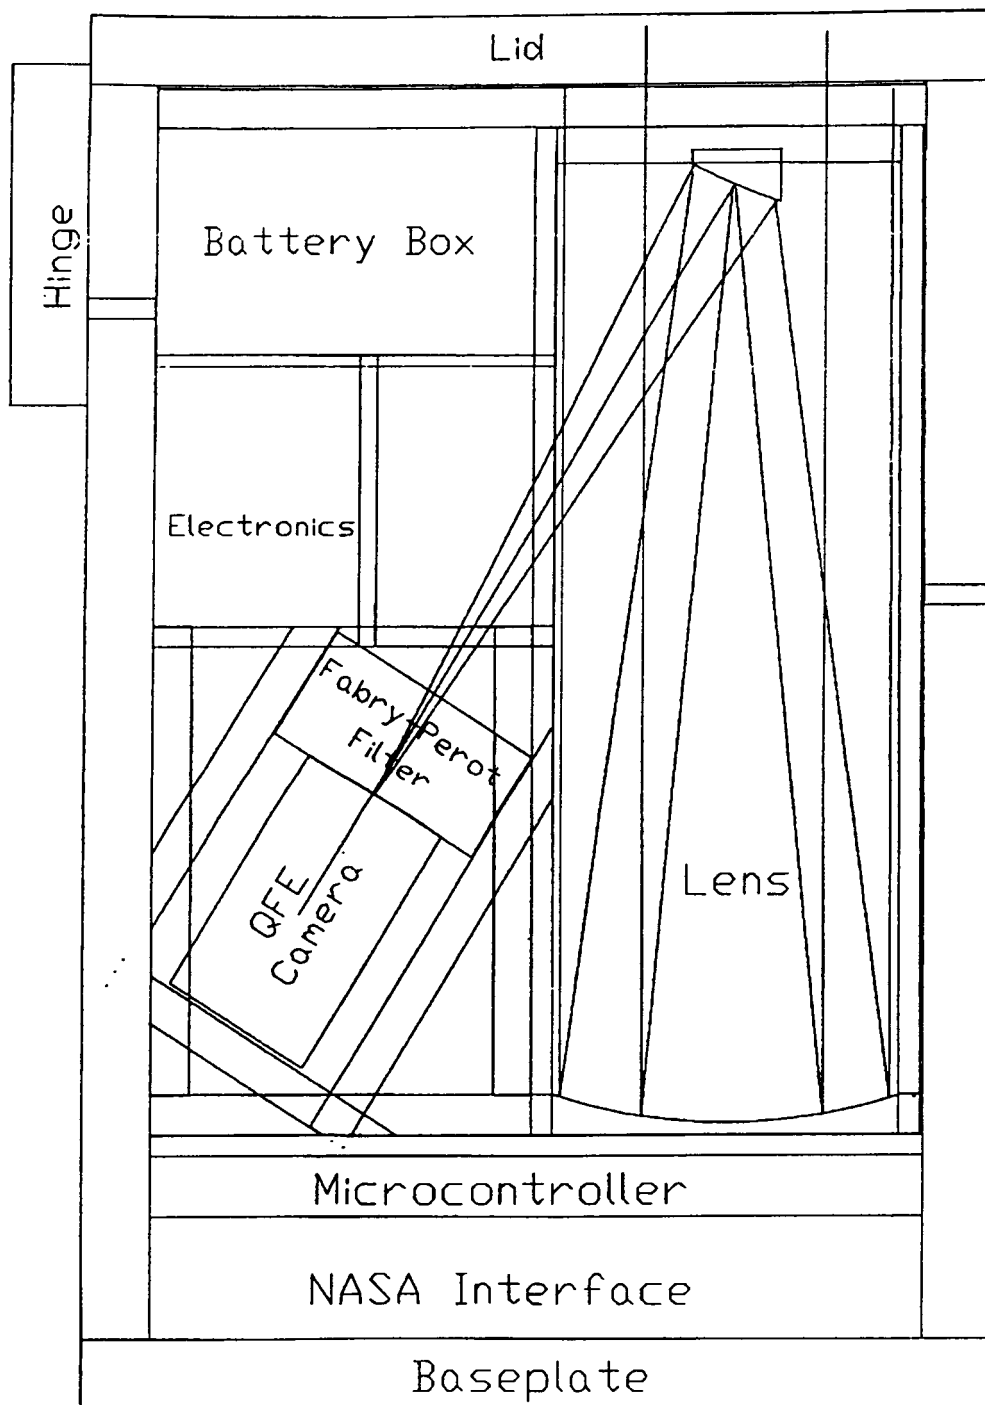 Lid
Hinge
Battery Box
Electronics
Fabry-Perot
Filter
QFE
Camera
Lens
Microcontroller
NASA Interface
Baseplate